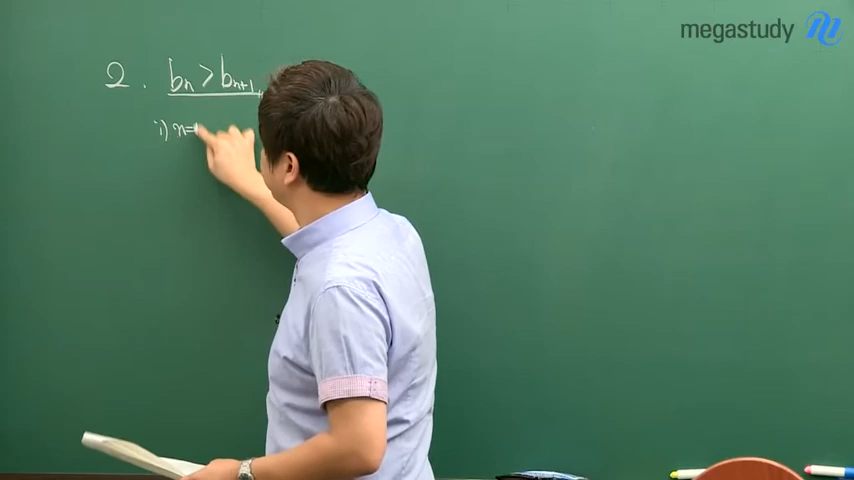 megastudy
2. bn > bn+1
i) n=